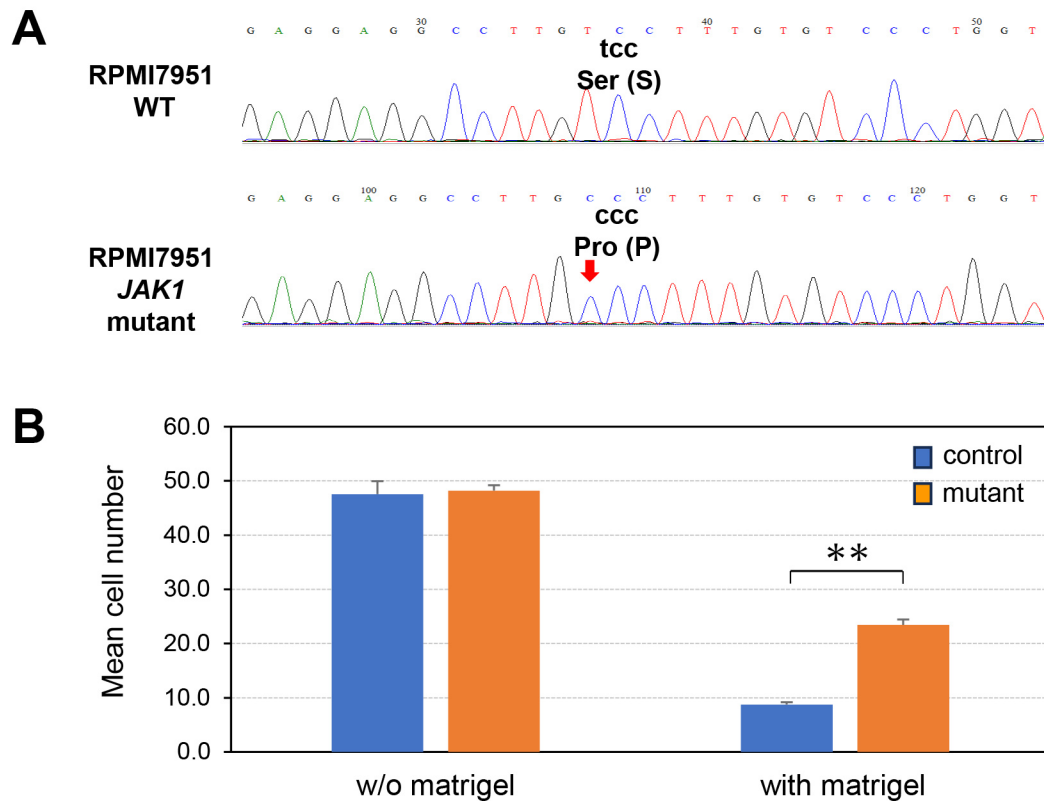 A
30 40 50
G A G G A G G C C T T G T C C T T T G T G T C C C T G G T
tcc
Ser (S)
RPMI7951
WT
100 110 120
G A G G A G G C C T T G C C C T T T G T G T C C C T G G T
ccc
Pro (P)
RPMI7951
JAK1
mutant
B
Mean cell number
60.0
50.0
40.0
30.0
20.0
10.0
0.0
control
mutant
**
w/o matrigel
with matrigel